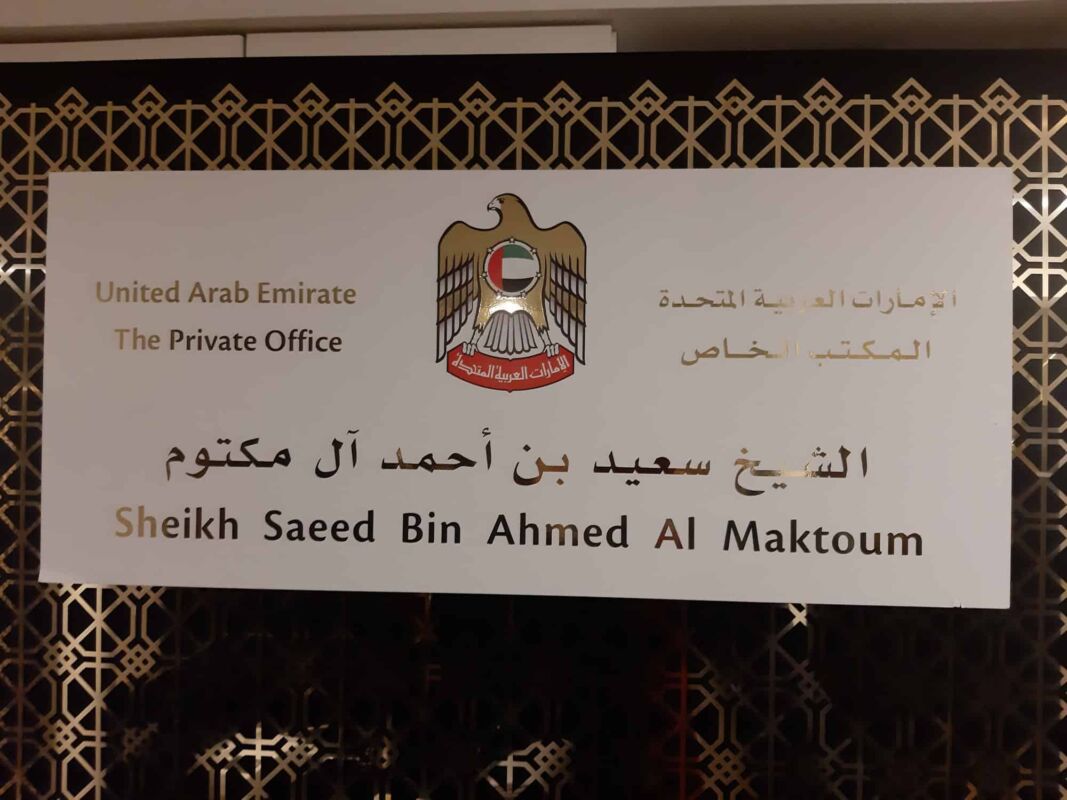 United Arab Emirate
The Private Office
الإمارات العربية المتحدة
المكتب الخاص
الإمارات العربية المتحدة
الشيخ سعيد بن أحمد آل مكتوم
Sheikh Saeed Bin Ahmed Al Maktoum